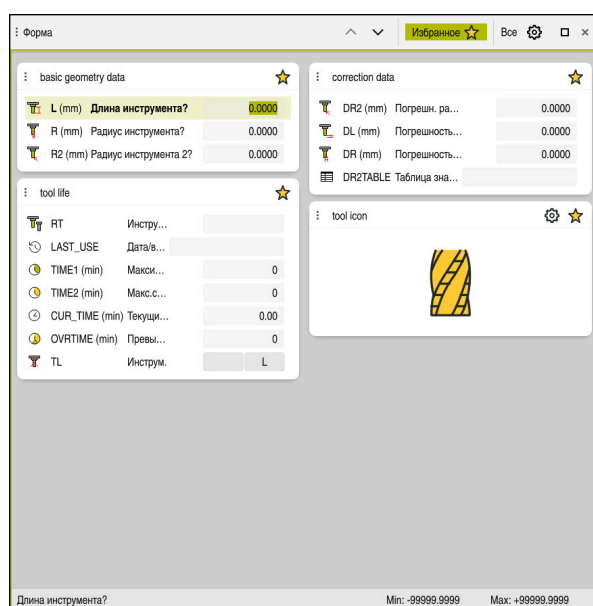 Форма
Избранное
Все
basic geometry data
L (mm) Длина инструмента? 0.0000
R (mm) Радиус инструмента? 0.0000
R2 (mm) Радиус инструмента 2? 0.0000
tool life
RT Инстру...
LAST_USE Дата/в...
TIME1 (min) Макси... 0
TIME2 (min) Макс.с... 0
CUR_TIME (min) Текущи... 0.00
OVRTIME (min) Превы... 0
TL Инструм. L
correction data
DR2 (mm) Погрешн. ра... 0.0000
DL (mm) Погрешность... 0.0000
DR (mm) Погрешность... 0.0000
DR2TABLE Таблица зна...
tool icon
Длина инструмента? Min: -99999.9999 Max: +99999.9999